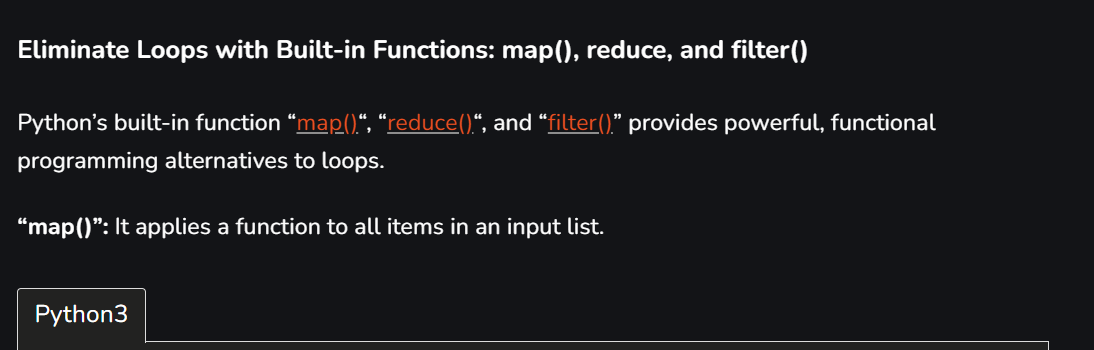 Eliminate Loops with Built-in Functions: map(), reduce, and filter()
Python’s built-in function “map()“, “reduce()“, and “filter()” provides powerful, functional
programming alternatives to loops.
“map()”: It applies a function to all items in an input list.
Python3